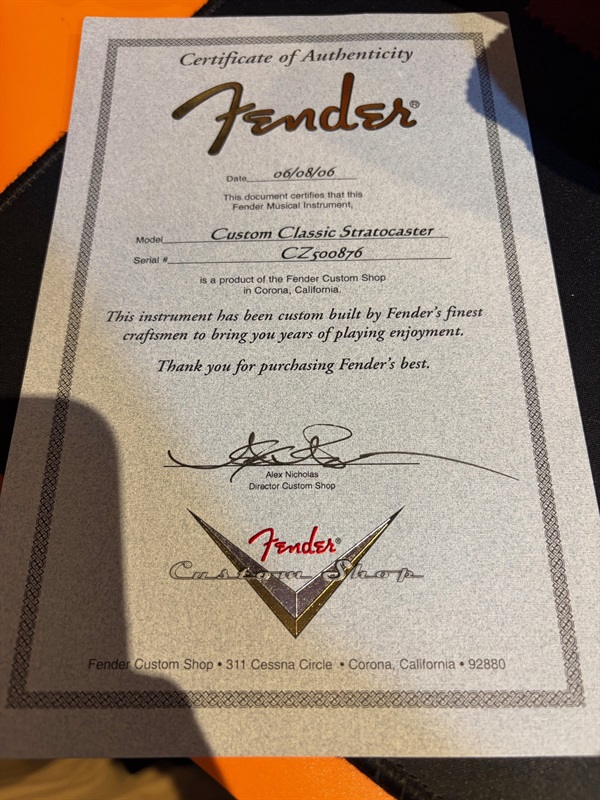 Certificate of Authenticity
Fender®
Date 06/08/06
This document certifies that this
Fender Musical Instrument,
Model Custom Classic Stratocaster
Serial # CZ500876
is a product of the Fender Custom Shop
in Corona, California.
This instrument has been custom built by Fender's finest
craftsmen to bring you years of playing enjoyment.
Thank you for purchasing Fender's best.
Alex Nicholas
Director Custom Shop
Fender®
Custom Shop
Fender Custom Shop • 311 Cessna Circle • Corona, California • 92880